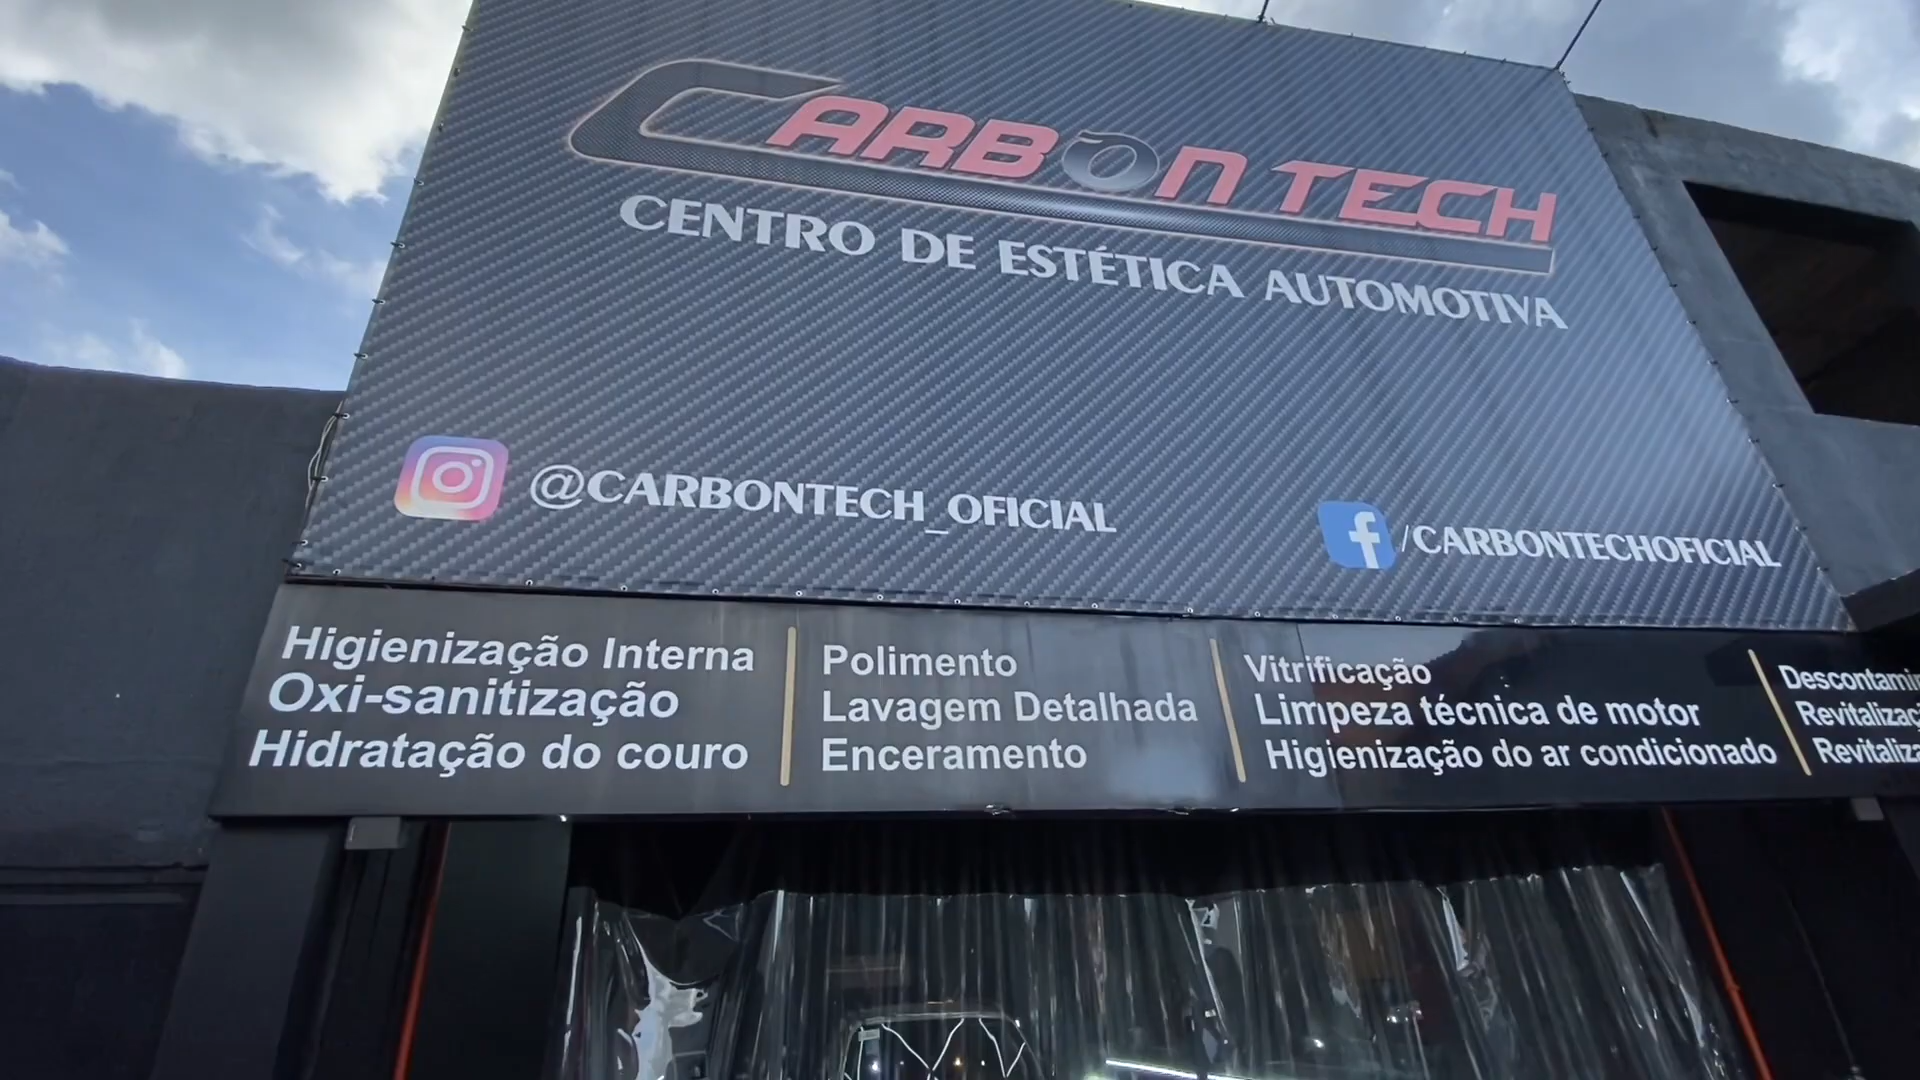 CARBON TECH
CENTRO DE ESTÉTICA AUTOMOTIVA
@CARBONTECH_OFICIAL
/CARBONTECHOFICIAL
Higienização Interna
Oxi-sanitização
Hidratação do couro
Polimento
Lavagem Detalhada
Enceramento
Vitrificação
Limpeza técnica de motor
Higienização do ar condicionado